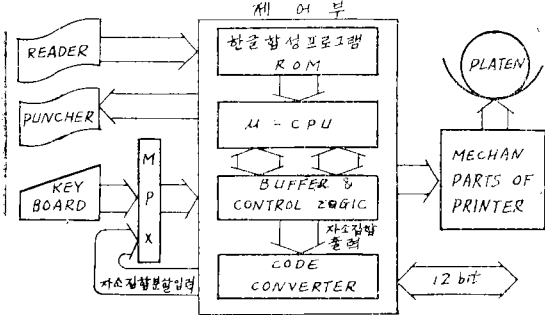 제 어 부
READER
한글합성프로그램
ROM
PLATEN
PUNCHER
μ - CPU
M
P
X
KEY
BOARD
BUFFER &
CONTROL LOGIC
MECHAN
PARTS OF
PRINTER
자소집합
출력
자소집합분할입력
CODE
CONVERTER
12 bit